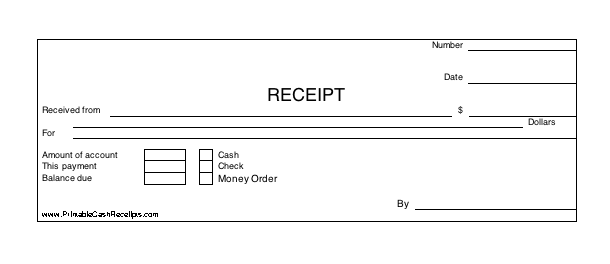 Number
Date
RECEIPT
Received from $
Dollars
For
Amount of account Cash
This payment Check
Balance due Money Order
By
www.PrintableCashReceipts.com